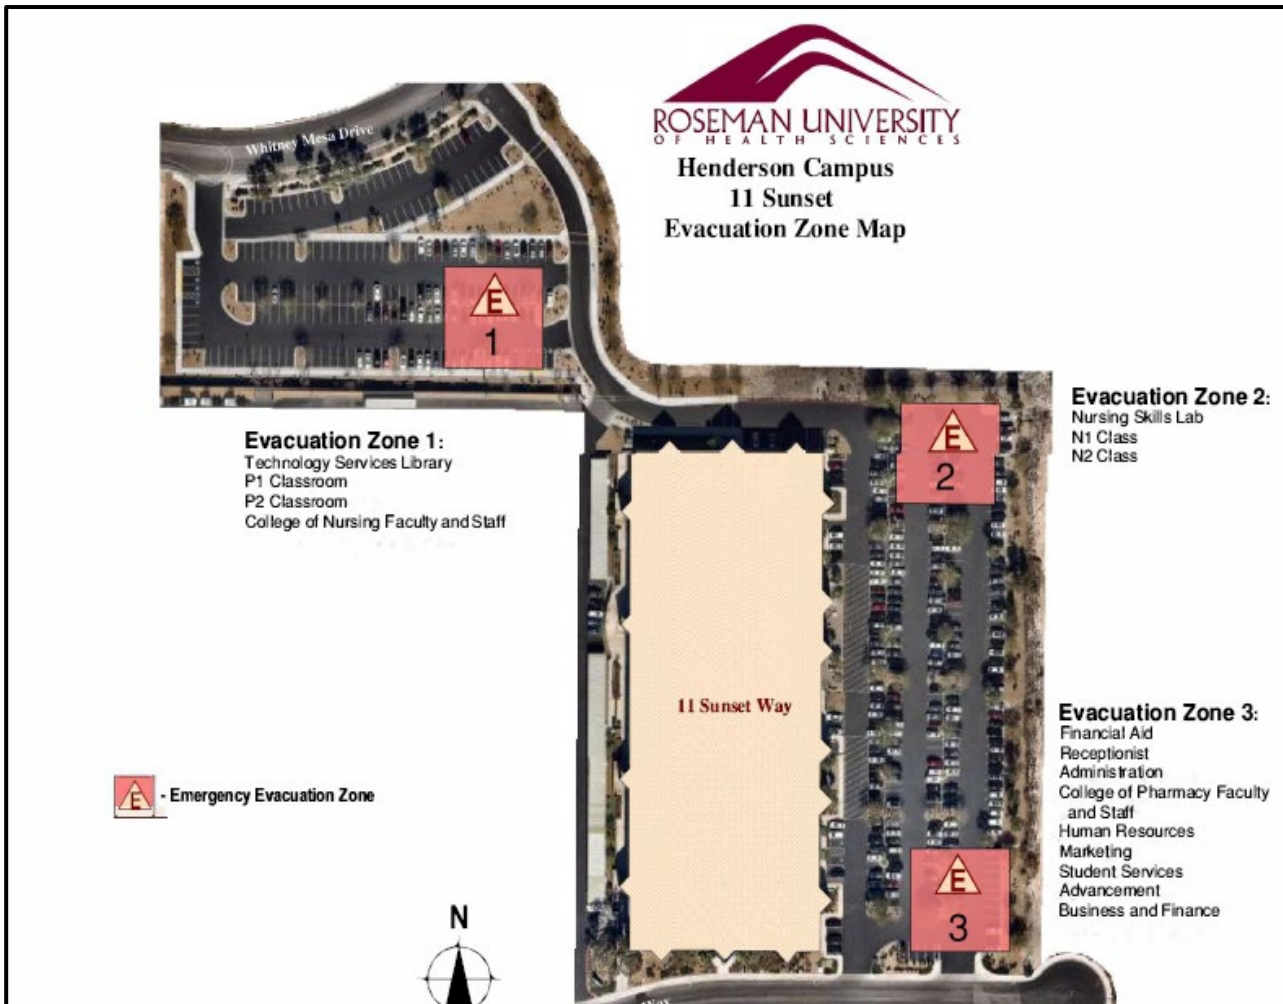 ROSEMAN UNIVERSITY
OF HEALTH SCIENCES
Henderson Campus
11 Sunset
Evacuation Zone Map
Whitney Mesa Drive
E
1
Evacuation Zone 1:
Technology Services Library
P1 Classroom
P2 Classroom
College of Nursing Faculty and Staff
E
2
Evacuation Zone 2:
Nursing Skills Lab
N1 Class
N2 Class
11 Sunset Way
Evacuation Zone 3:
Financial Aid
Receptionist
Administration
College of Pharmacy Faculty
and Staff
Human Resources
Marketing
Student Services
Advancement
Business and Finance
E
3
E - Emergency Evacuation Zone
N
Way